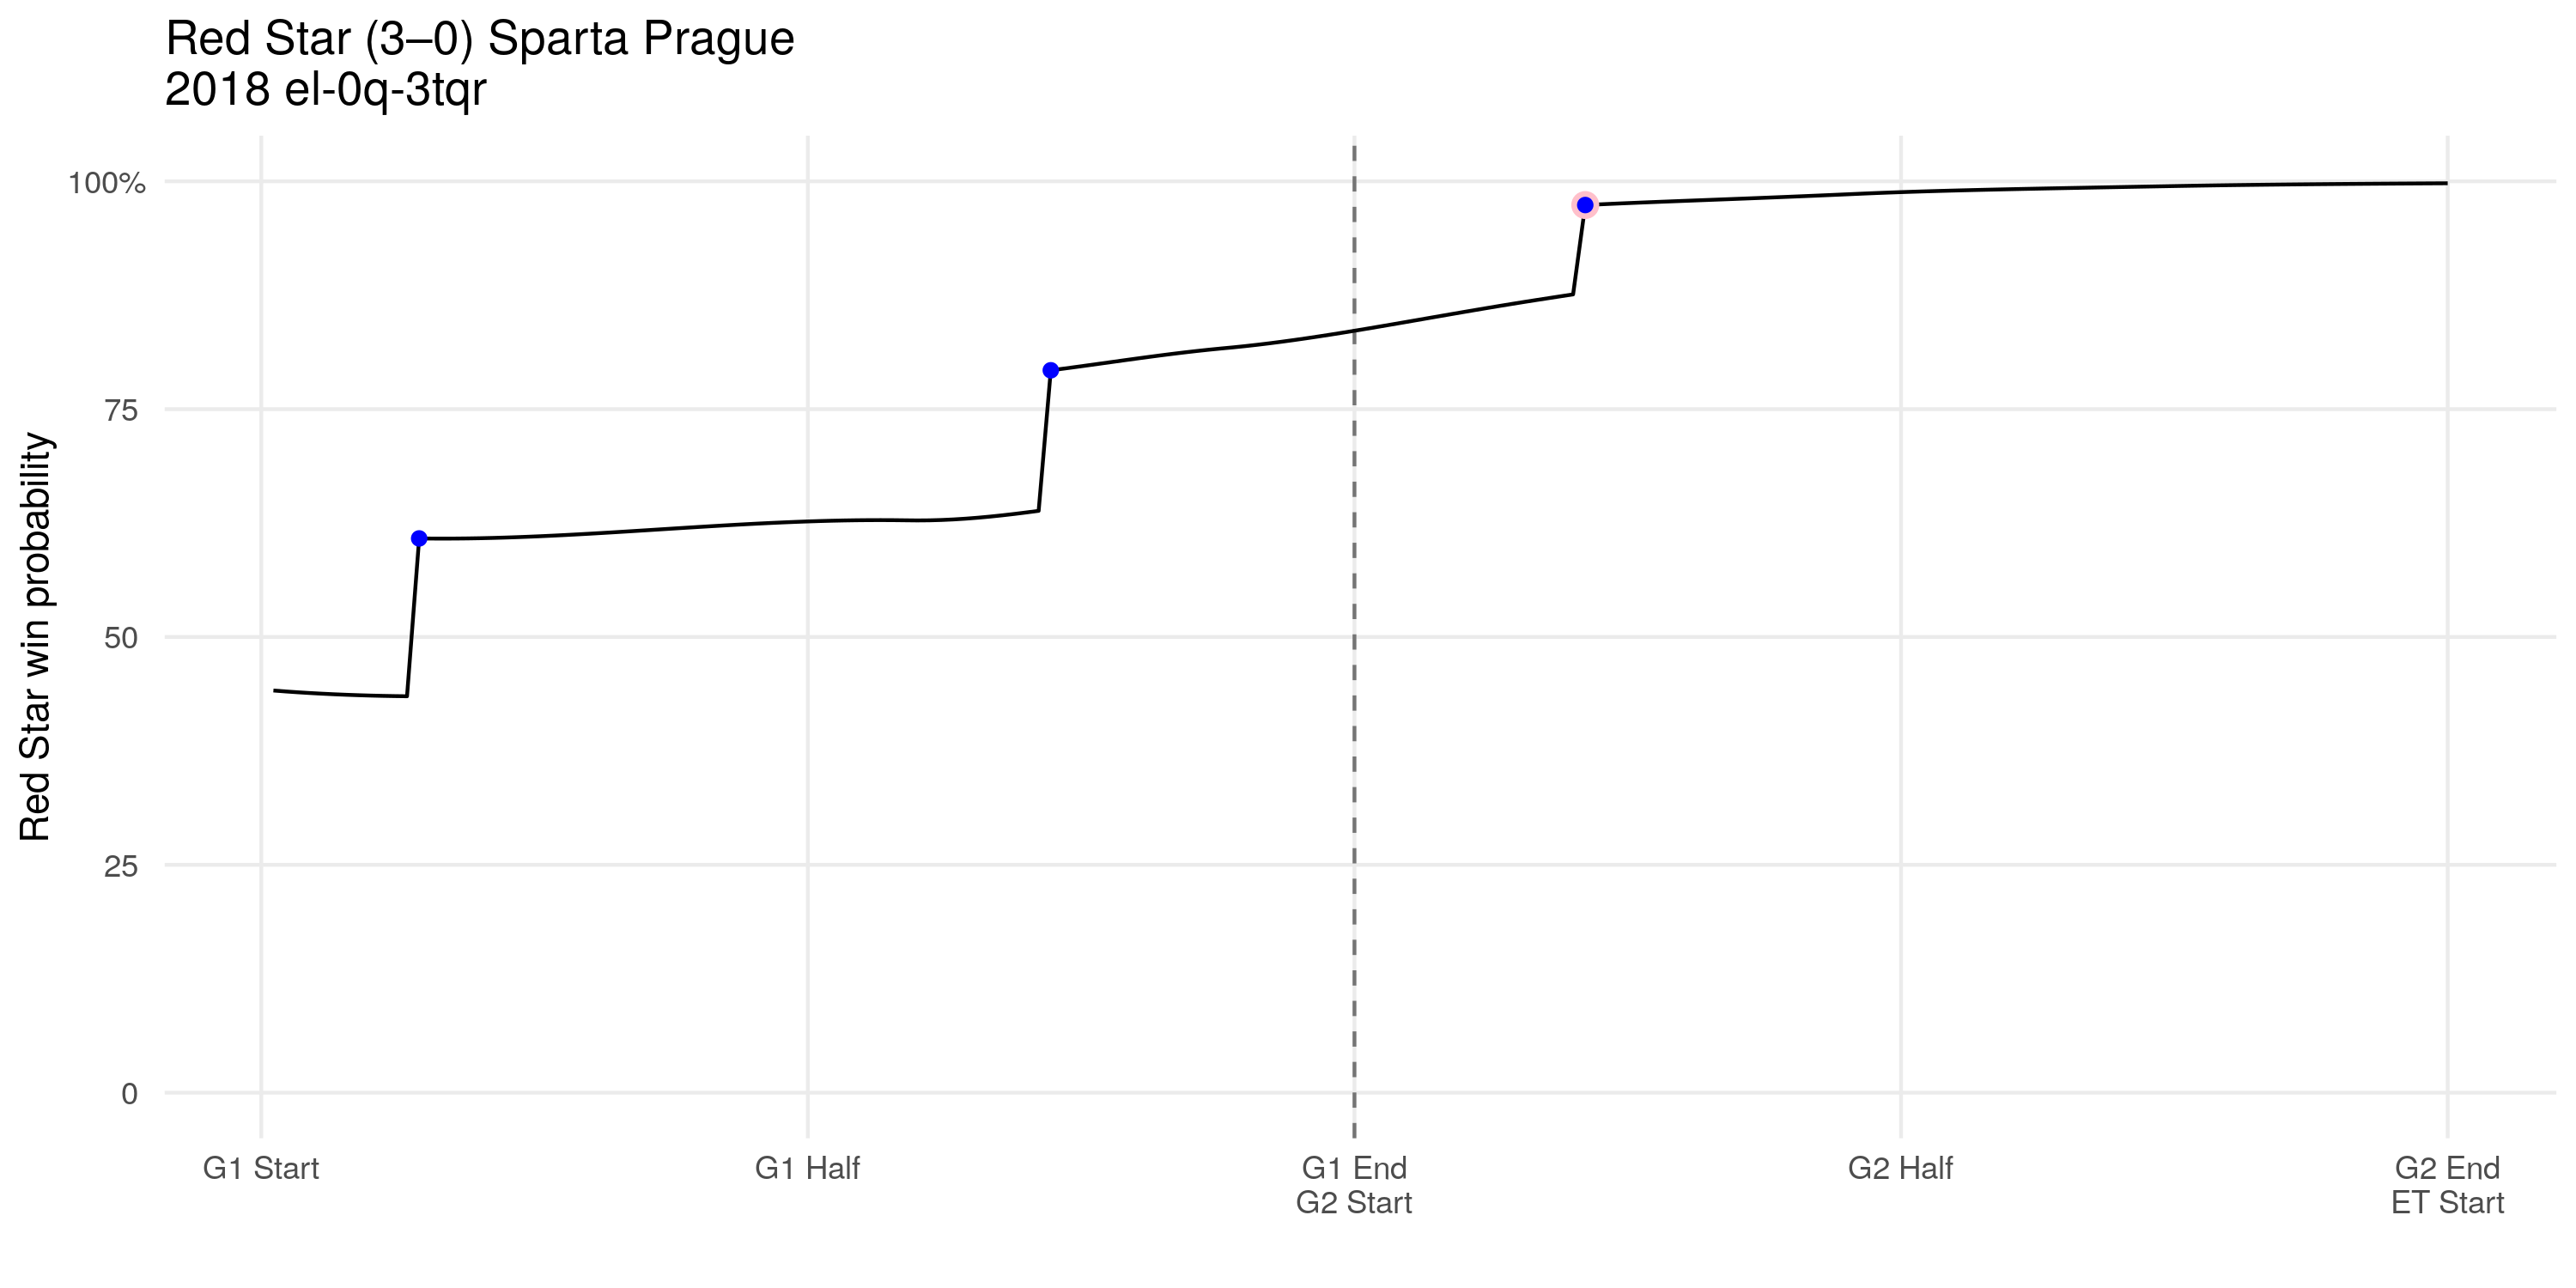 Red Star (3–0) Sparta Prague
2018 el-0q-3tqr
Red Star win probability
100%
75
50
25
0
G1 Start
G1 Half
G1 End
G2 Start
G2 Half
G2 End
ET Start